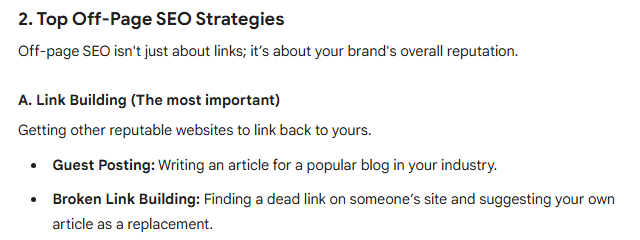 2. Top Off-Page SEO Strategies
Off-page SEO isn't just about links; it's about your brand's overall reputation.
A. Link Building (The most important)
Getting other reputable websites to link back to yours.
• Guest Posting: Writing an article for a popular blog in your industry.
• Broken Link Building: Finding a dead link on someone's site and suggesting your own
article as a replacement.